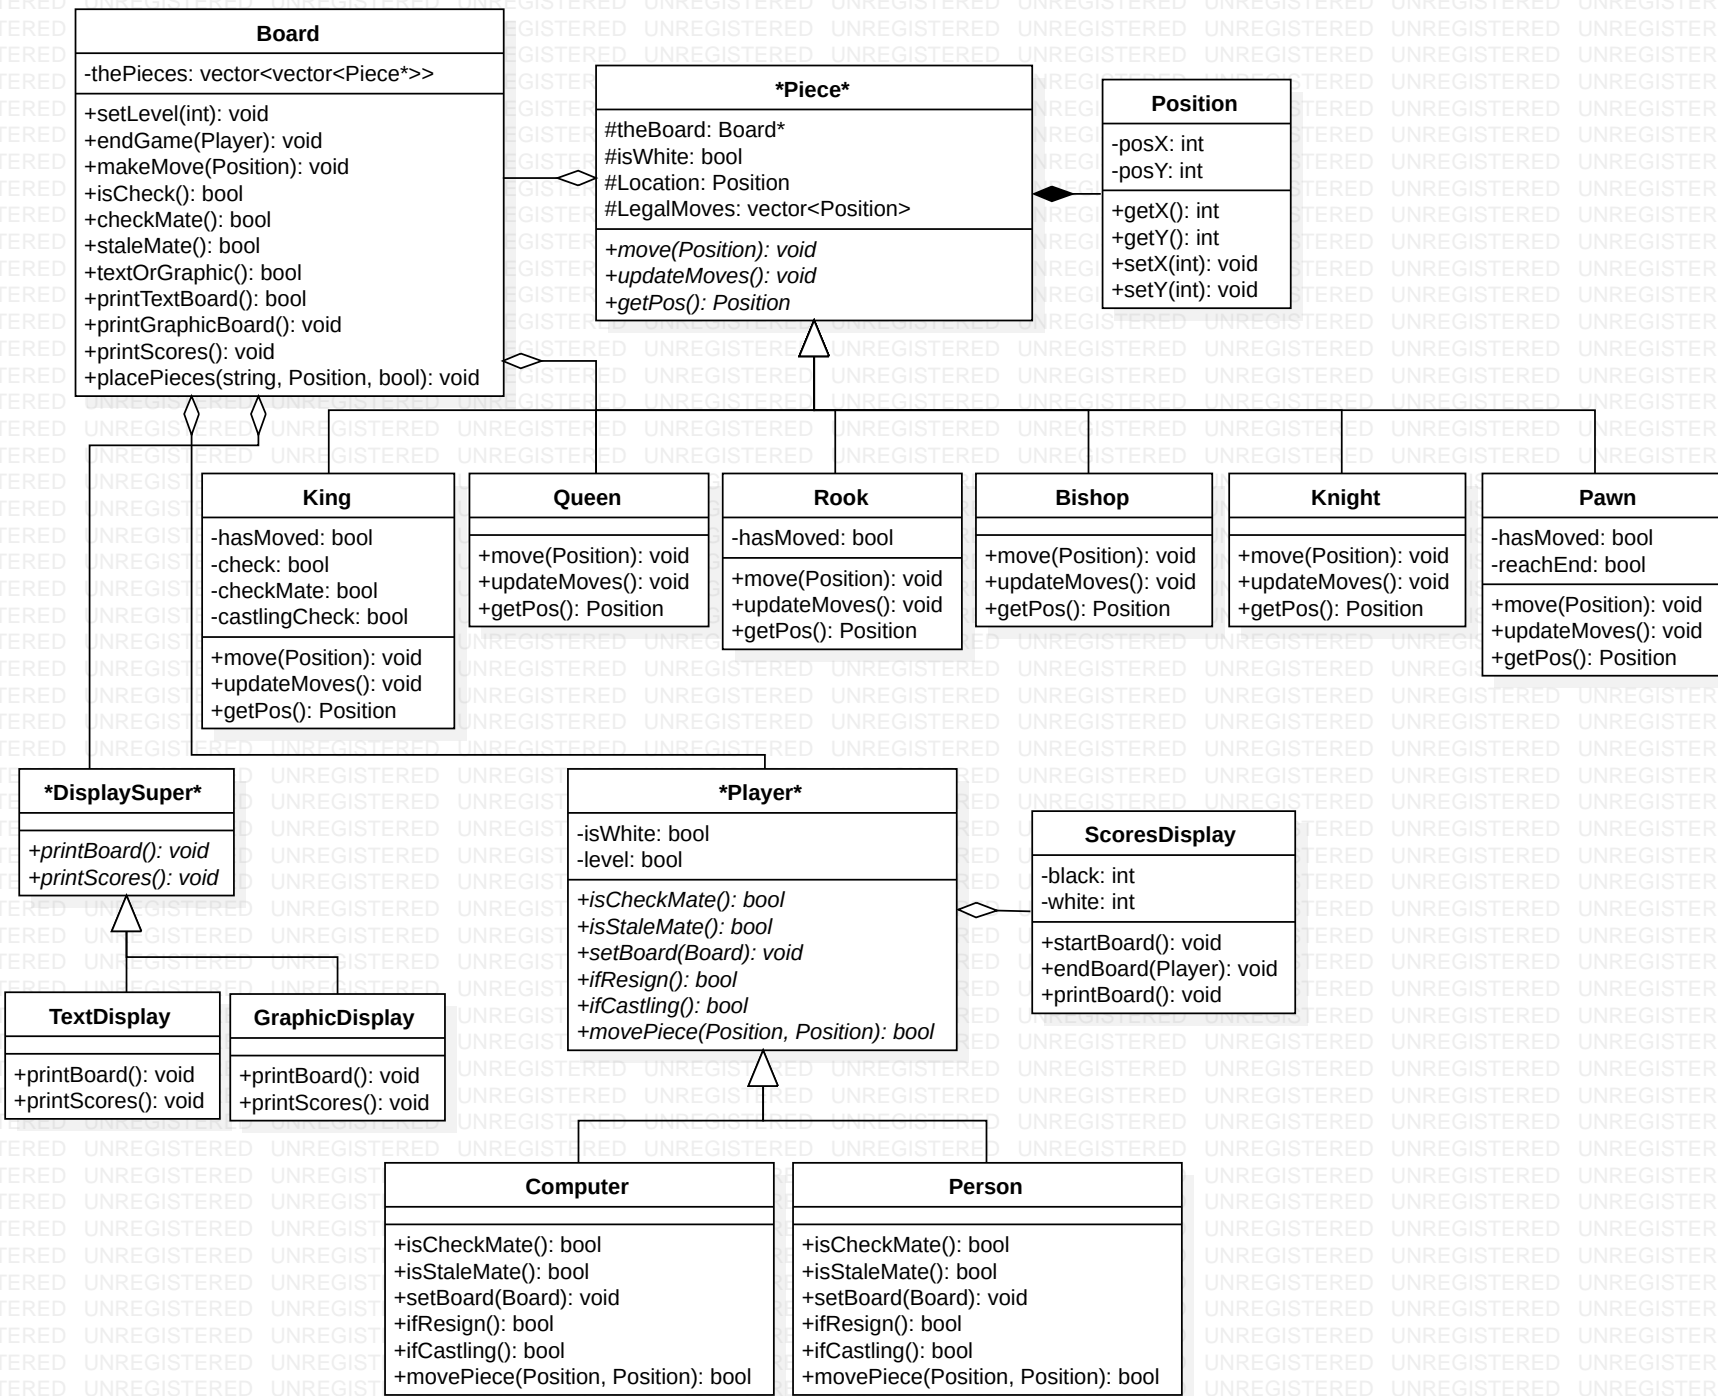 Board
-thePieces: vector<vector<Piece*>>
+setLevel(int): void
+endGame(Player): void
+makeMove(Position): void
+isCheck(): bool
+checkMate(): bool
+staleMate(): bool
+textOrGraphic(): bool
+printTextBoard(): bool
+printGraphicBoard(): void
+printScores(): void
+placePieces(string, Position, bool): void
*Piece*
#theBoard: Board*
#isWhite: bool
#Location: Position
#LegalMoves: vector<Position>
+move(Position): void
+updateMoves(): void
+getPos(): Position
Position
-posX: int
-posY: int
+getX(): int
+getY(): int
+setX(int): void
+setY(int): void
King
-hasMoved: bool
-check: bool
-checkMate: bool
-castlingCheck: bool
+move(Position): void
+updateMoves(): void
+getPos(): Position
Queen
+move(Position): void
+updateMoves(): void
+getPos(): Position
Rook
-hasMoved: bool
+move(Position): void
+updateMoves(): void
+getPos(): Position
Bishop
+move(Position): void
+updateMoves(): void
+getPos(): Position
Knight
+move(Position): void
+updateMoves(): void
+getPos(): Position
Pawn
-hasMoved: bool
-reachEnd: bool
+move(Position): void
+updateMoves(): void
+getPos(): Position
*DisplaySuper*
+printBoard(): void
+printScores(): void
*Player*
-isWhite: bool
-level: bool
+isCheckMate(): bool
+isStaleMate(): bool
+setBoard(Board): void
+ifResign(): bool
+ifCastling(): bool
+movePiece(Position, Position): bool
ScoresDisplay
-black: int
-white: int
+startBoard(): void
+endBoard(Player): void
+printBoard(): void
TextDisplay
+printBoard(): void
+printScores(): void
GraphicDisplay
+printBoard(): void
+printScores(): void
Computer
+isCheckMate(): bool
+isStaleMate(): bool
+setBoard(Board): void
+ifResign(): bool
+ifCastling(): bool
+movePiece(Position, Position): bool
Person
+isCheckMate(): bool
+isStaleMate(): bool
+setBoard(Board): void
+ifResign(): bool
+ifCastling(): bool
+movePiece(Position, Position): bool
UNREGISTERED